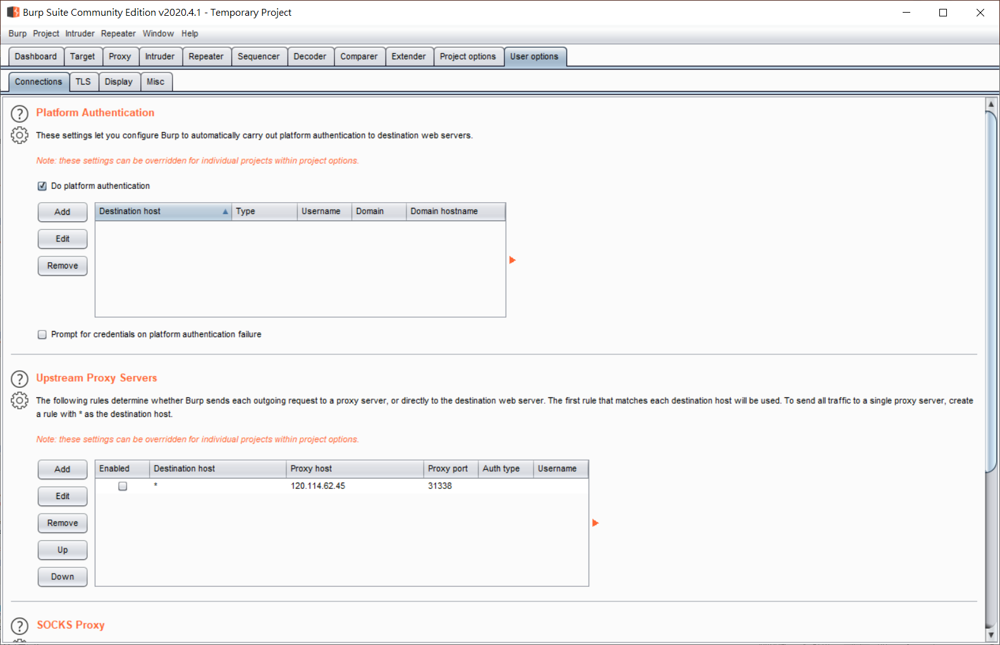 Burp Suite Community Edition v2020.4.1 - Temporary Project
Burp Project Intruder Repeater Window Help
Dashboard Target Proxy Intruder Repeater Sequencer Decoder Comparer Extender Project options User options
Connections TLS Display Misc
? Platform Authentication
These settings let you configure Burp to automatically carry out platform authentication to destination web servers.
Note: these settings can be overridden for individual projects within project options.
Do platform authentication
Add Destination host Type Username Domain Domain hostname
Edit
Remove
Prompt for credentials on platform authentication failure
? Upstream Proxy Servers
The following rules determine whether Burp sends each outgoing request to a proxy server, or directly to the destination web server. The first rule that matches each destination host will be used. To send all traffic to a single proxy server, create
a rule with * as the destination host.
Note: these settings can be overridden for individual projects within project options.
Add Enabled Destination host Proxy host Proxy port Auth type Username
* 120.114.62.45 31338
Edit
Remove
Up
Down
? SOCKS Proxy